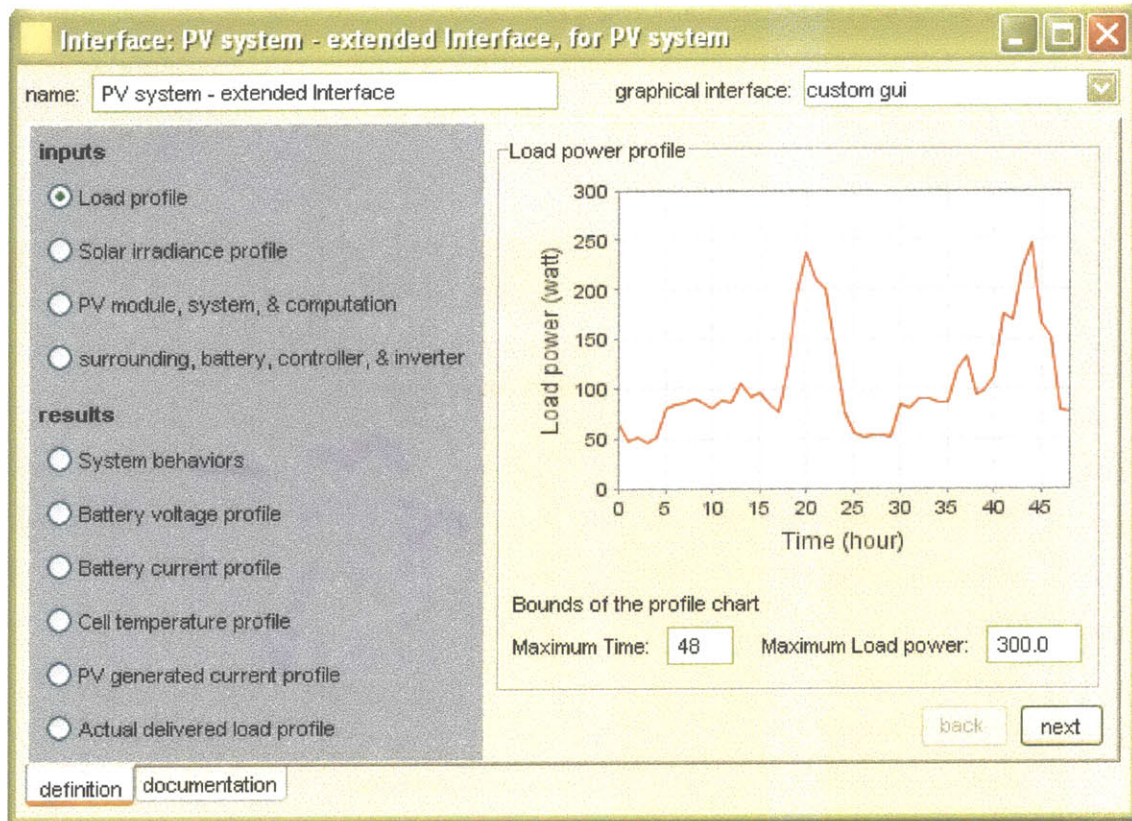 Interface: PV system - extended Interface, for PV system
name: PV system - extended Interface graphical interface: custom gui
inputs
Load profile
Solar irradiance profile
PV module, system, & computation
surrounding, battery, controller, & inverter
results
System behaviors
Battery voltage profile
Battery current profile
Cell temperature profile
PV generated current profile
Actual delivered load profile
Load power profile
300
250
200
150
100
50
0
Load power (watt)
0 5 10 15 20 25 30 35 40 45
Time (hour)
Bounds of the profile chart
Maximum Time: 48 Maximum Load power: 300.0
back next
definition documentation